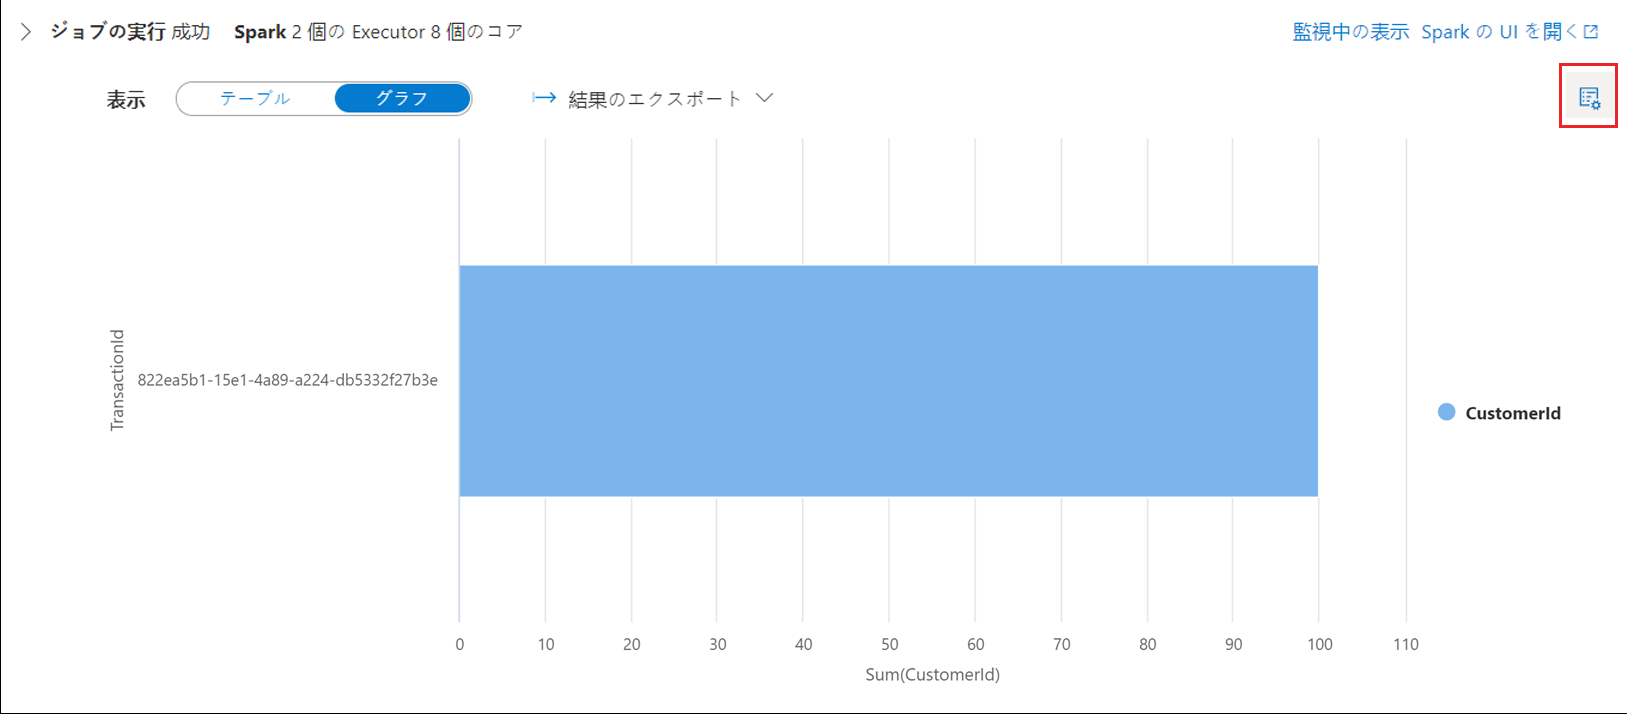 ジョブの実行 成功 Spark 2 個の Executor 8 個のコア 監視中の表示 Spark の UI を開く
表示 テーブル グラフ 結果のエクスポート
TransactionId
822ea5b1-15e1-4a89-a224-db5332f27b3e
CustomerId
0 10 20 30 40 50 60 70 80 90 100 110
Sum(CustomerId)